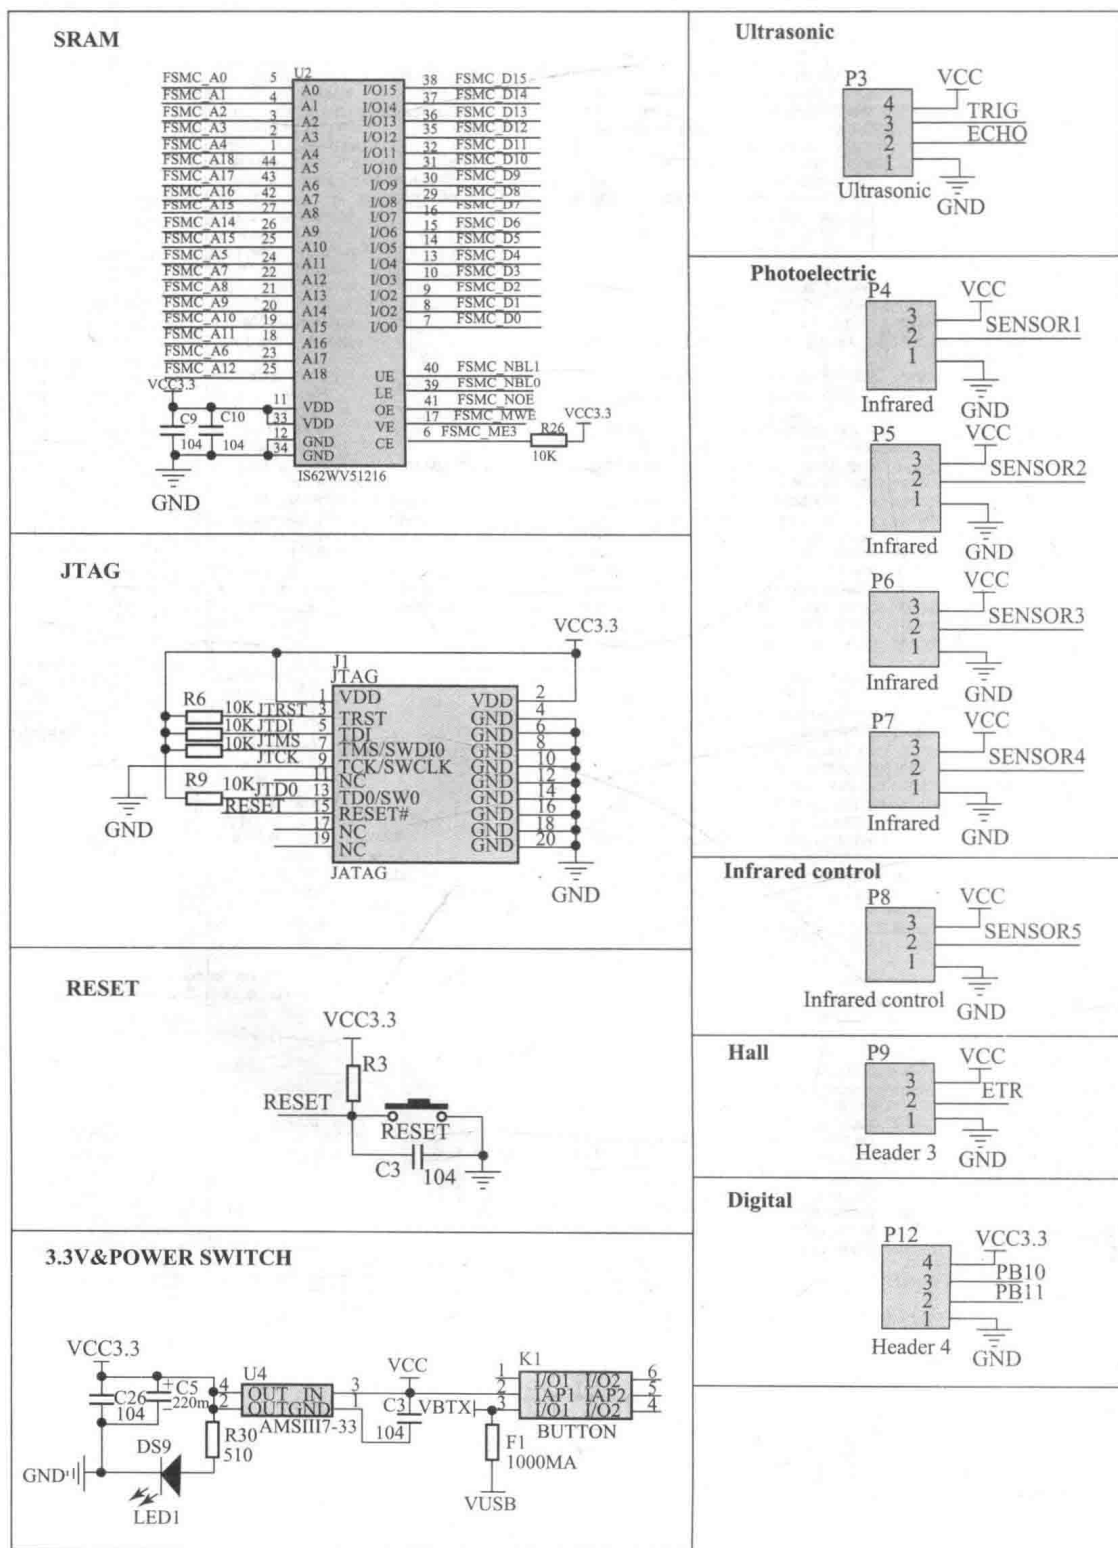 SRAM
U2
FSMC_A0 5 A0 I/O15 38 FSMC_D15
FSMC_A1 4 A1 I/O14 37 FSMC_D14
FSMC_A2 3 A2 I/O13 36 FSMC_D13
FSMC_A3 2 A3 I/O12 35 FSMC_D12
FSMC_A4 1 A4 I/O11 32 FSMC_D11
FSMC_A18 44 A5 I/O10 31 FSMC_D10
FSMC_A17 43 A6 I/O9 30 FSMC_D9
FSMC_A16 42 A7 I/O8 29 FSMC_D8
FSMC_A15 27 A8 I/O7 16 FSMC_D7
FSMC_A14 26 A9 I/O6 15 FSMC_D6
FSMC_A15 25 A10 I/O5 14 FSMC_D5
FSMC_A5 24 A11 I/O4 13 FSMC_D4
FSMC_A7 22 A12 I/O3 10 FSMC_D3
FSMC_A8 21 A13 I/O2 9 FSMC_D2
FSMC_A9 20 A14 I/O2 8 FSMC_D1
FSMC_A10 19 A15 I/O0 7 FSMC_D0
FSMC_A11 18 A16
FSMC_A6 23 A17
FSMC_A12 25 A18 UE 40 FSMC_NBL1
LE 39 FSMC_NBL0
VCC3.3 11 VDD OE 41 FSMC_NOE
C9 C10 33 VDD VE 17 FSMC_MWE
104 104 12 GND CE 6 FSMC_ME3 R26 VCC3.3
34 GND 10K
GND IS62WV51216
JTAG
VCC3.3
J1
JTAG
1 VDD VDD 2
R6 10K JTRST 3 TRST GND 4
10K JTDI 5 TDI GND 6
10K JTMS 7 TMS/SWDI0 GND 8
JTCK 9 TCK/SWCLK GND 10
11 NC GND 12
R9 10K JTD0 13 TD0/SW0 GND 14
RESET 15 RESET# GND 16
17 NC GND 18
19 NC GND 20
GND
JATAG
GND
RESET
VCC3.3
R3
RESET
RESET
C3 104
3.3V&POWER SWITCH
VCC3.3
C26 104
C5 220m
+
−
U4
4 OUT IN 3
2 OUTGND 1
AMSIII7-33
R30
510
DS9
GND
LED1
VCC
C3
104
VBTX
K1
1 I/O1 I/O2 6
2 IAP1 IAP2 5
3 I/O1 I/O2 4
BUTTON
F1
1000MA
VUSB
Ultrasonic
P3
VCC
4
3 TRIG
2 ECHO
1
Ultrasonic
GND
Photoelectric
P4
VCC
3
2 SENSOR1
1
Infrared
GND
P5
VCC
3
2 SENSOR2
1
Infrared
GND
P6
VCC
3
2 SENSOR3
1
Infrared
GND
P7
VCC
3
2 SENSOR4
1
Infrared
GND
Infrared control
P8
VCC
3
2 SENSOR5
1
Infrared control
GND
Hall
P9
VCC
3
2 ETR
1
Header 3
GND
Digital
P12
VCC3.3
4
3 PB10
2 PB11
1
Header 4
GND